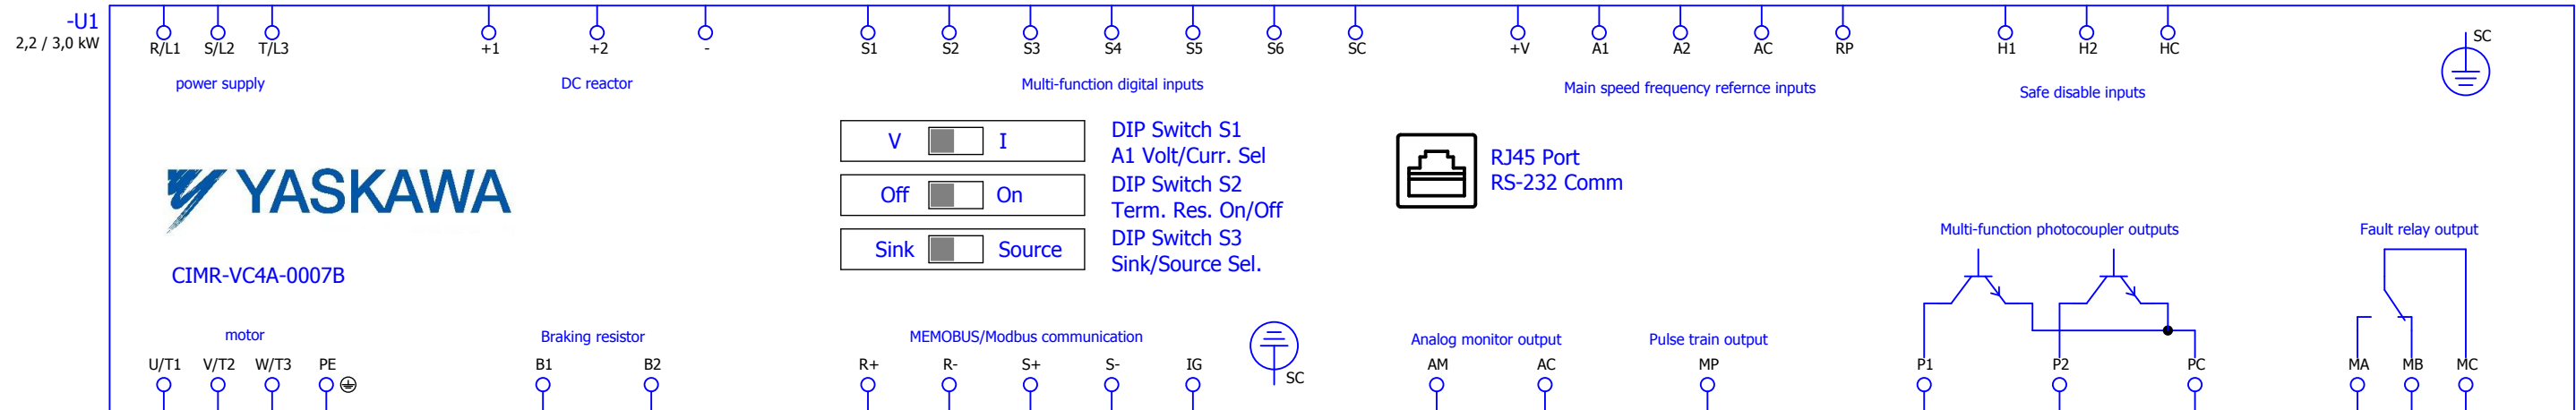 -U1
2,2 / 3,0 kW
R/L1 S/L2 T/L3 +1 +2 - S1 S2 S3 S4 S5 S6 SC +V A1 A2 AC RP H1 H2 HC SC
power supply DC reactor Multi-function digital inputs Main speed frequency refernce inputs Safe disable inputs
V I DIP Switch S1
A1 Volt/Curr. Sel
Off On DIP Switch S2
Term. Res. On/Off
Sink Source DIP Switch S3
Sink/Source Sel.
RJ45 Port
RS-232 Comm
YASKAWA
CIMR-VC4A-0007B
Multi-function photocoupler outputs Fault relay output
motor Braking resistor MEMOBUS/Modbus communication Analog monitor output Pulse train output
U/T1 V/T2 W/T3 PE B1 B2 R+ R- S+ S- IG SC AM AC MP P1 P2 PC MA MB MC